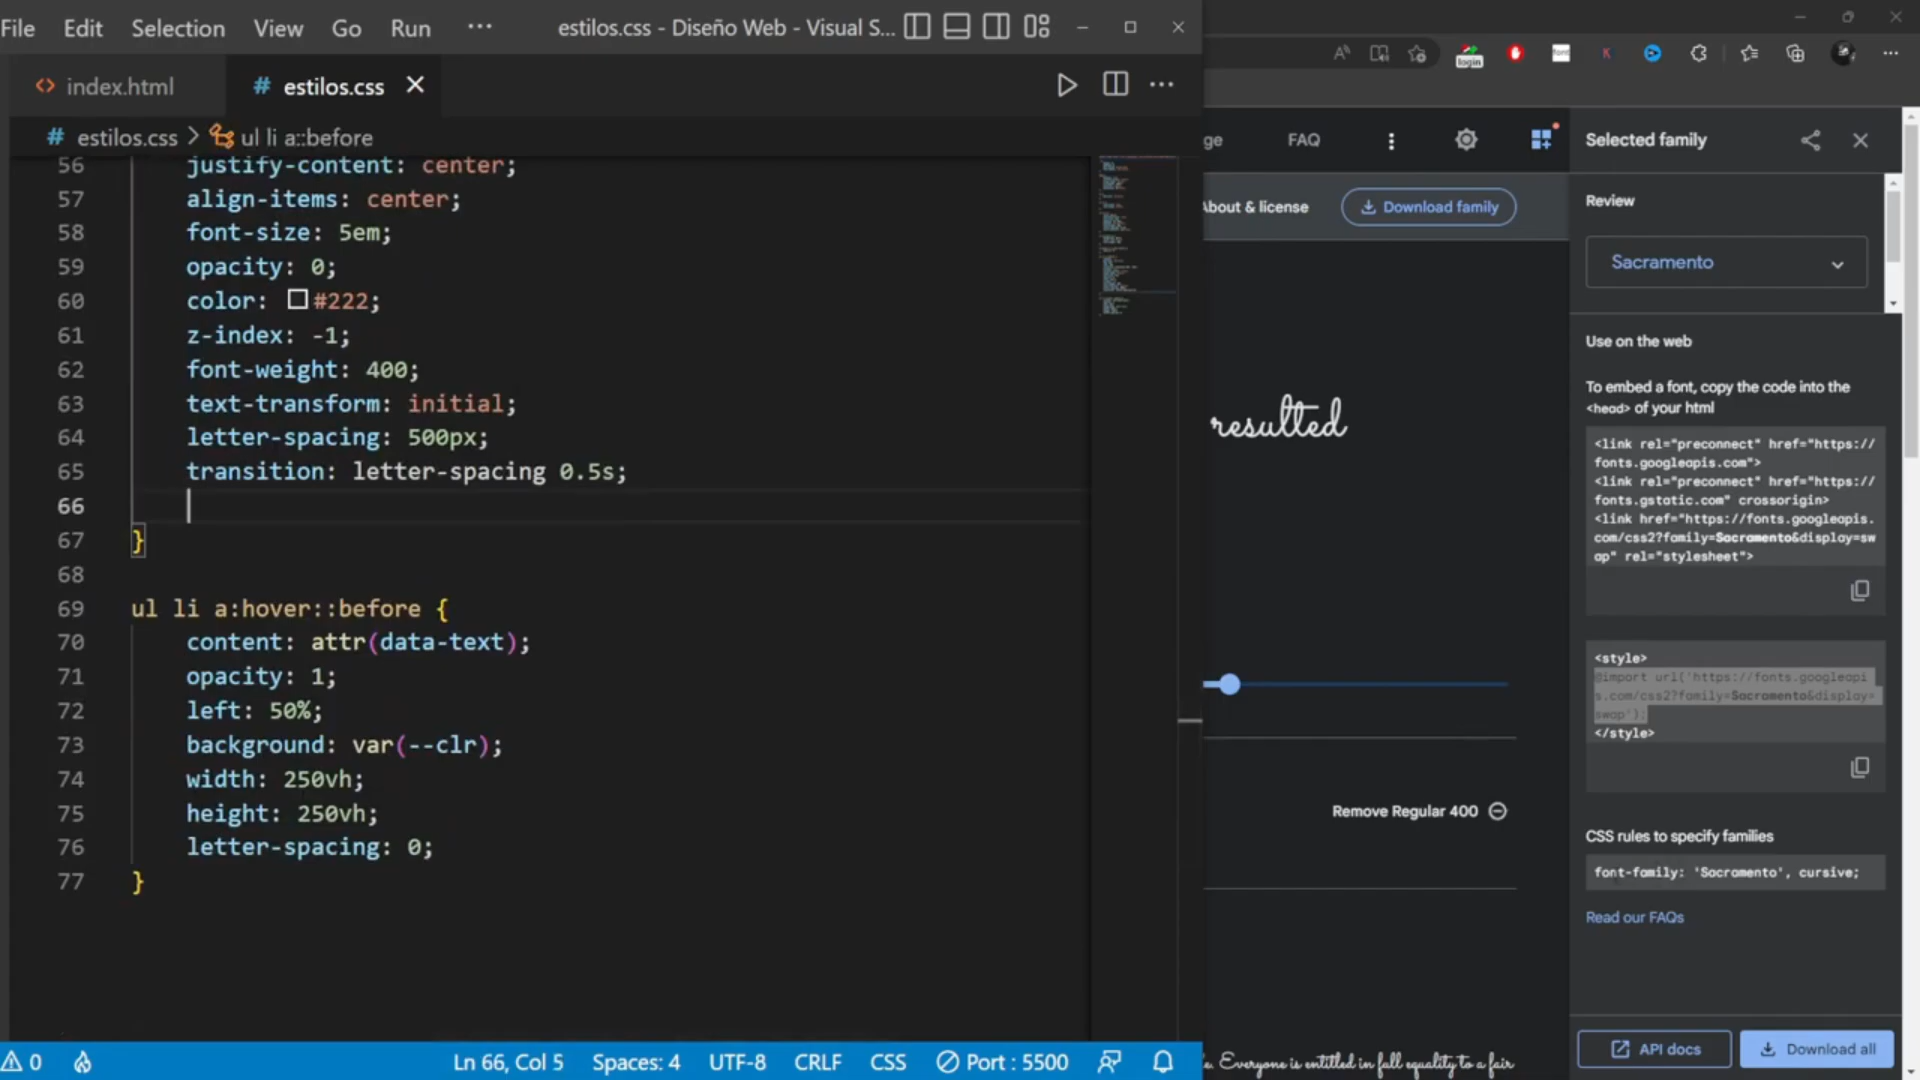 File Edit Selection View Go Run ··· estilos.css - Diseño Web - Visual S...
index.html # estilos.css
# estilos.css > ul li a::before
56 justify-content: center;
57 align-items: center;
58 font-size: 5em;
59 opacity: 0;
60 color: #222;
61 z-index: -1;
62 font-weight: 400;
63 text-transform: initial;
64 letter-spacing: 500px;
65 transition: letter-spacing 0.5s;
66
67 }
68
69 ul li a:hover::before {
70 content: attr(data-text);
71 opacity: 1;
72 left: 50%;
73 background: var(--clr);
74 width: 250vh;
75 height: 250vh;
76 letter-spacing: 0;
77 }
0 Ln 66, Col 5 Spaces: 4 UTF-8 CRLF CSS Port : 5500
login
ge FAQ
About & license Download family
resulted
Remove Regular 400
e. Everyone is entitled in full equality to a fair
Selected family
Review
Sacramento
Use on the web
To embed a font, copy the code into the
<head> of your html
<link rel="preconnect" href="https://
fonts.googleapis.com">
<link rel="preconnect" href="https://
fonts.gstatic.com" crossorigin>
<link href="https://fonts.googleapis.
com/css2?family=Sacramento&display=sw
ap" rel="stylesheet">
<style>
@import url('https://fonts.googleapi
s.com/css2?family=Sacramento&display=
swap');
</style>
CSS rules to specify families
font-family: 'Sacramento', cursive;
Read our FAQs
API docs Download all